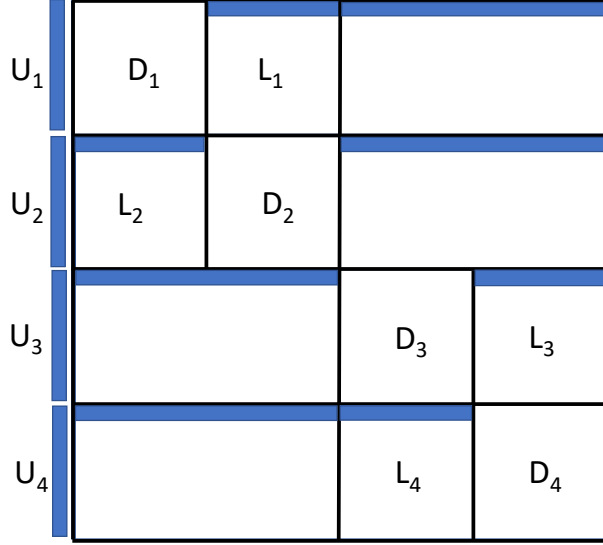 U₁ D₁ L₁
U₂ L₂ D₂
U₃ D₃ L₃
U₄ L₄ D₄